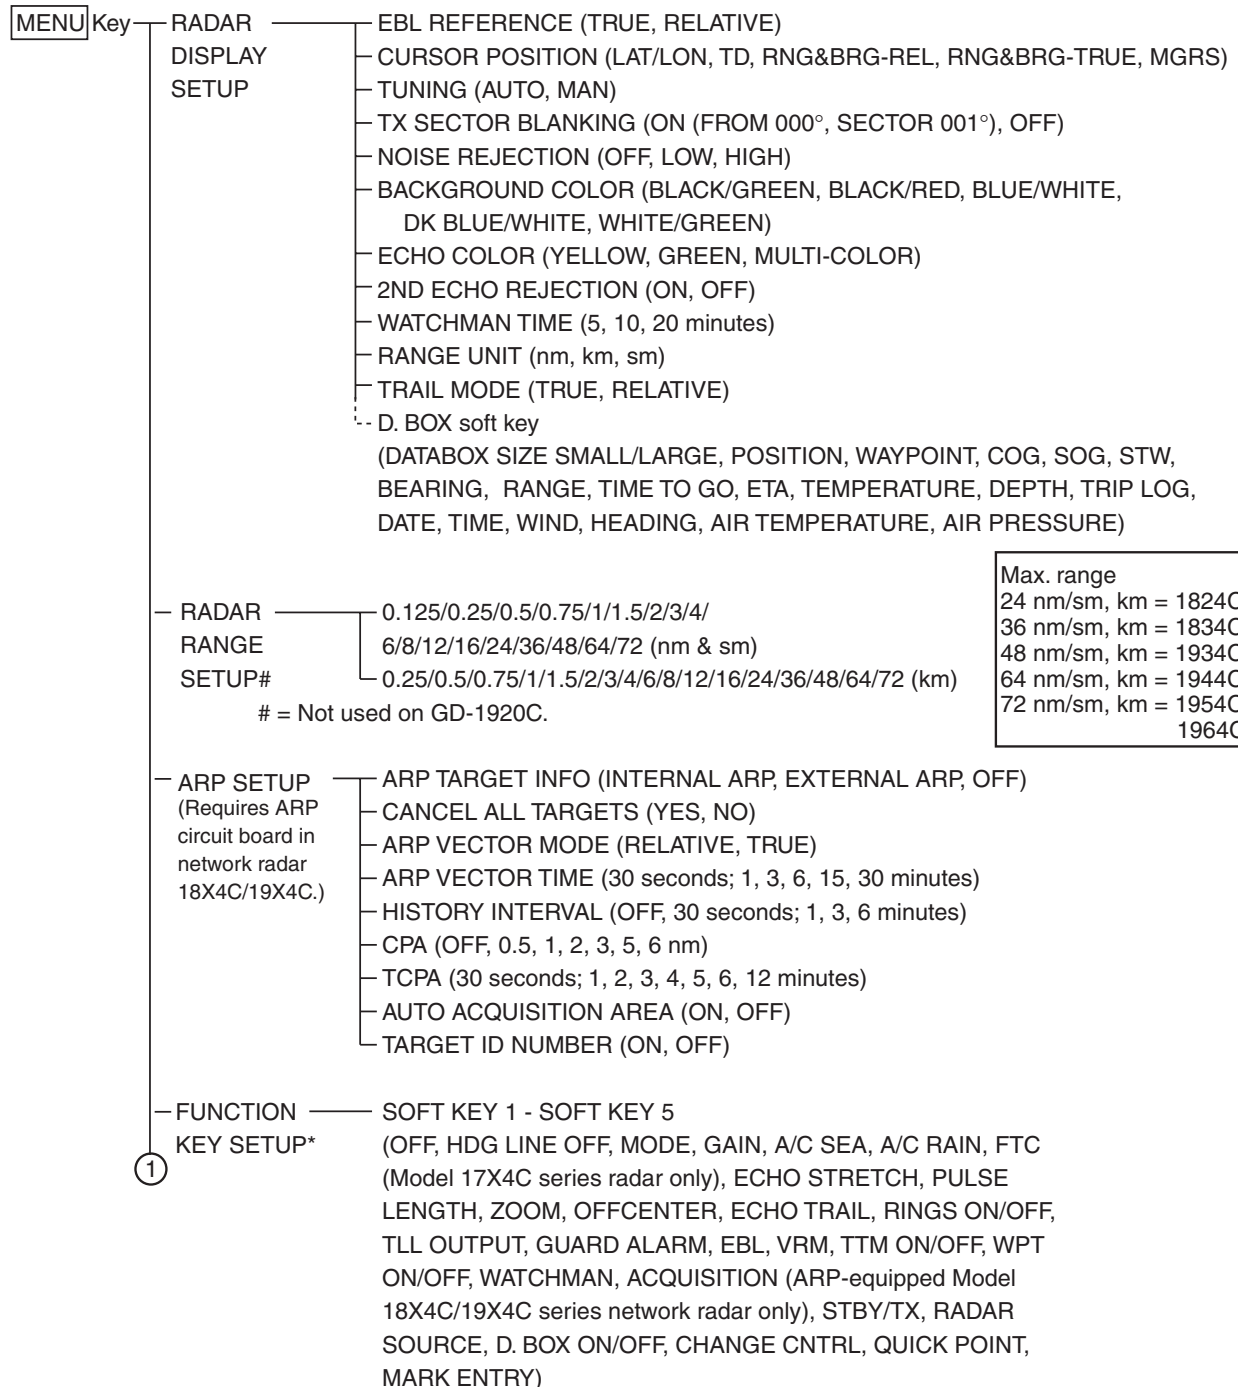 MENU Key
RADAR
DISPLAY
SETUP
EBL REFERENCE (TRUE, RELATIVE)
CURSOR POSITION (LAT/LON, TD, RNG&BRG-REL, RNG&BRG-TRUE, MGRS)
TUNING (AUTO, MAN)
TX SECTOR BLANKING (ON (FROM 000°, SECTOR 001°), OFF)
NOISE REJECTION (OFF, LOW, HIGH)
BACKGROUND COLOR (BLACK/GREEN, BLACK/RED, BLUE/WHITE,
DK BLUE/WHITE, WHITE/GREEN)
ECHO COLOR (YELLOW, GREEN, MULTI-COLOR)
2ND ECHO REJECTION (ON, OFF)
WATCHMAN TIME (5, 10, 20 minutes)
RANGE UNIT (nm, km, sm)
TRAIL MODE (TRUE, RELATIVE)
D. BOX soft key
(DATABOX SIZE SMALL/LARGE, POSITION, WAYPOINT, COG, SOG, STW,
BEARING, RANGE, TIME TO GO, ETA, TEMPERATURE, DEPTH, TRIP LOG,
DATE, TIME, WIND, HEADING, AIR TEMPERATURE, AIR PRESSURE)
RADAR
RANGE
SETUP#
0.125/0.25/0.5/0.75/1/1.5/2/3/4/
6/8/12/16/24/36/48/64/72 (nm & sm)
0.25/0.5/0.75/1/1.5/2/3/4/6/8/12/16/24/36/48/64/72 (km)
# = Not used on GD-1920C.
Max. range
24 nm/sm, km = 1824C
36 nm/sm, km = 1834C
48 nm/sm, km = 1934C
64 nm/sm, km = 1944C
72 nm/sm, km = 1954C
1964C
ARP SETUP
(Requires ARP
circuit board in
network radar
18X4C/19X4C.)
ARP TARGET INFO (INTERNAL ARP, EXTERNAL ARP, OFF)
CANCEL ALL TARGETS (YES, NO)
ARP VECTOR MODE (RELATIVE, TRUE)
ARP VECTOR TIME (30 seconds; 1, 3, 6, 15, 30 minutes)
HISTORY INTERVAL (OFF, 30 seconds; 1, 3, 6 minutes)
CPA (OFF, 0.5, 1, 2, 3, 5, 6 nm)
TCPA (30 seconds; 1, 2, 3, 4, 5, 6, 12 minutes)
AUTO ACQUISITION AREA (ON, OFF)
TARGET ID NUMBER (ON, OFF)
FUNCTION
KEY SETUP*
1
SOFT KEY 1 - SOFT KEY 5
(OFF, HDG LINE OFF, MODE, GAIN, A/C SEA, A/C RAIN, FTC
(Model 17X4C series radar only), ECHO STRETCH, PULSE
LENGTH, ZOOM, OFFCENTER, ECHO TRAIL, RINGS ON/OFF,
TLL OUTPUT, GUARD ALARM, EBL, VRM, TTM ON/OFF, WPT
ON/OFF, WATCHMAN, ACQUISITION (ARP-equipped Model
18X4C/19X4C series network radar only), STBY/TX, RADAR
SOURCE, D. BOX ON/OFF, CHANGE CNTRL, QUICK POINT,
MARK ENTRY)